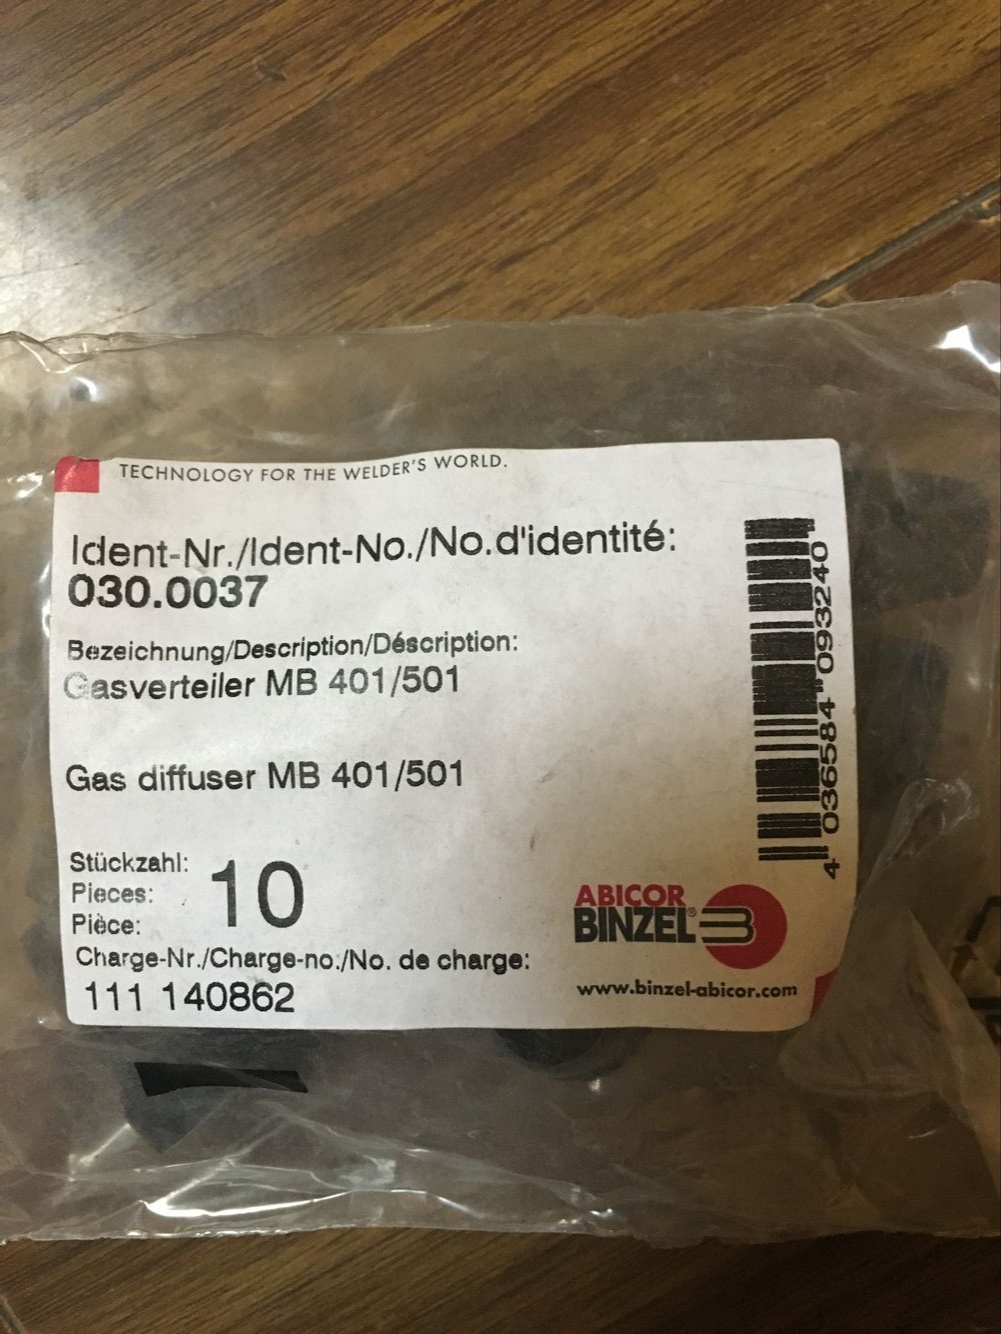 TECHNOLOGY FOR THE WELDER'S WORLD.
Ident-Nr./Ident-No./No.d'identité:
030.0037
Bezeichnung/Description/Déscription:
Gasverteiler MB 401/501
Gas diffuser MB 401/501
Stückzahl:
Pieces:
Pièce:
10
Charge-Nr./Charge-no./No. de charge:
111 140862
4 036584 093240
ABICOR
BINZEL®
www.binzel-abicor.com